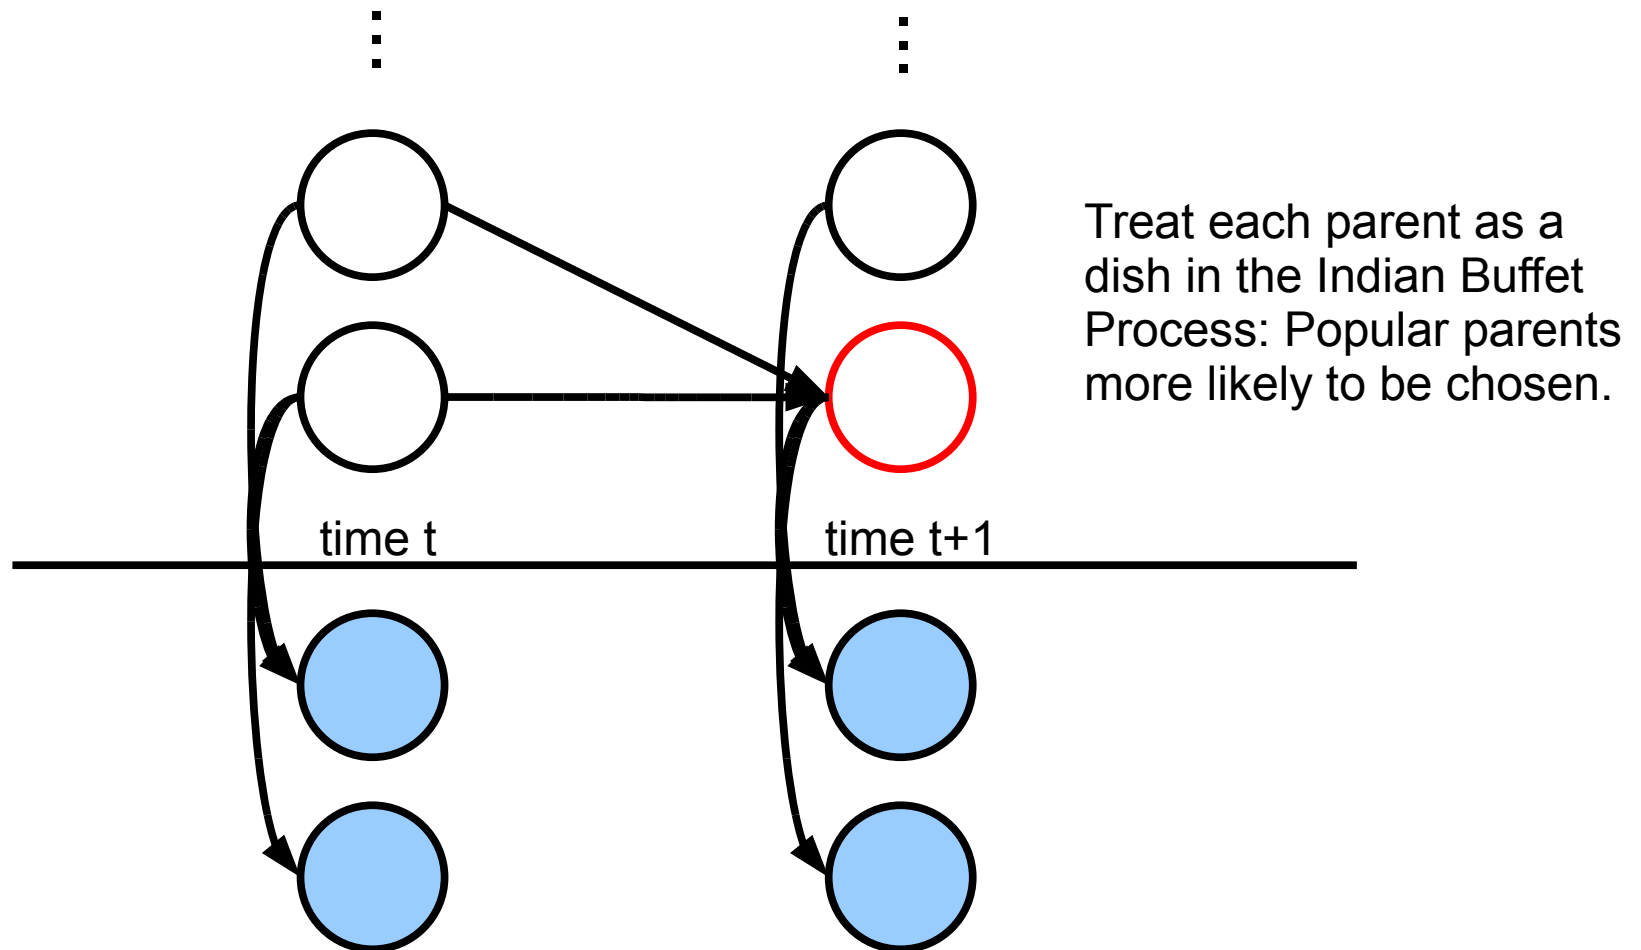 Treat each parent as a
dish in the Indian Buffet
Process: Popular parents
more likely to be chosen.
time t
time t+1